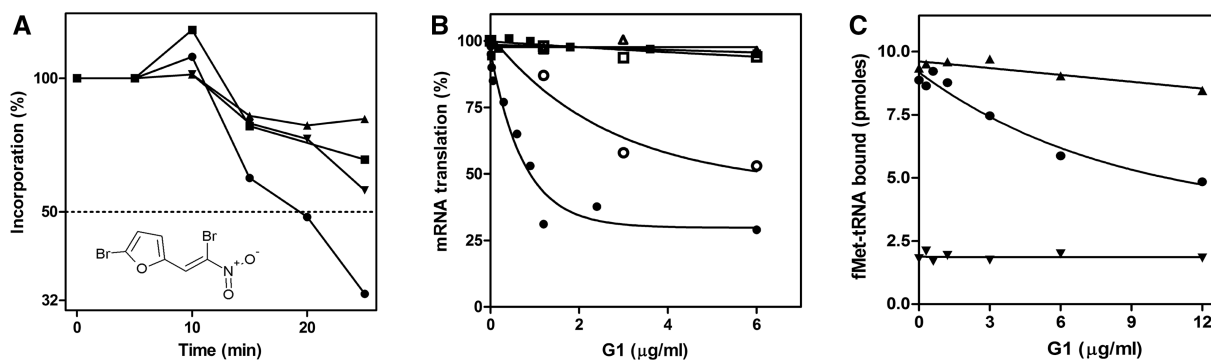 A
Incorporation (%)
100
50
32
0
10
20
Time (min)
Br
O
Br
N
+
O
-
O
B
mRNA translation (%)
100
75
50
25
0
0
2
4
6
G1 (μg/ml)
C
fMet-tRNA bound (pmoles)
10.0
7.5
5.0
2.5
0.0
0
3
6
9
12
G1 (μg/ml)